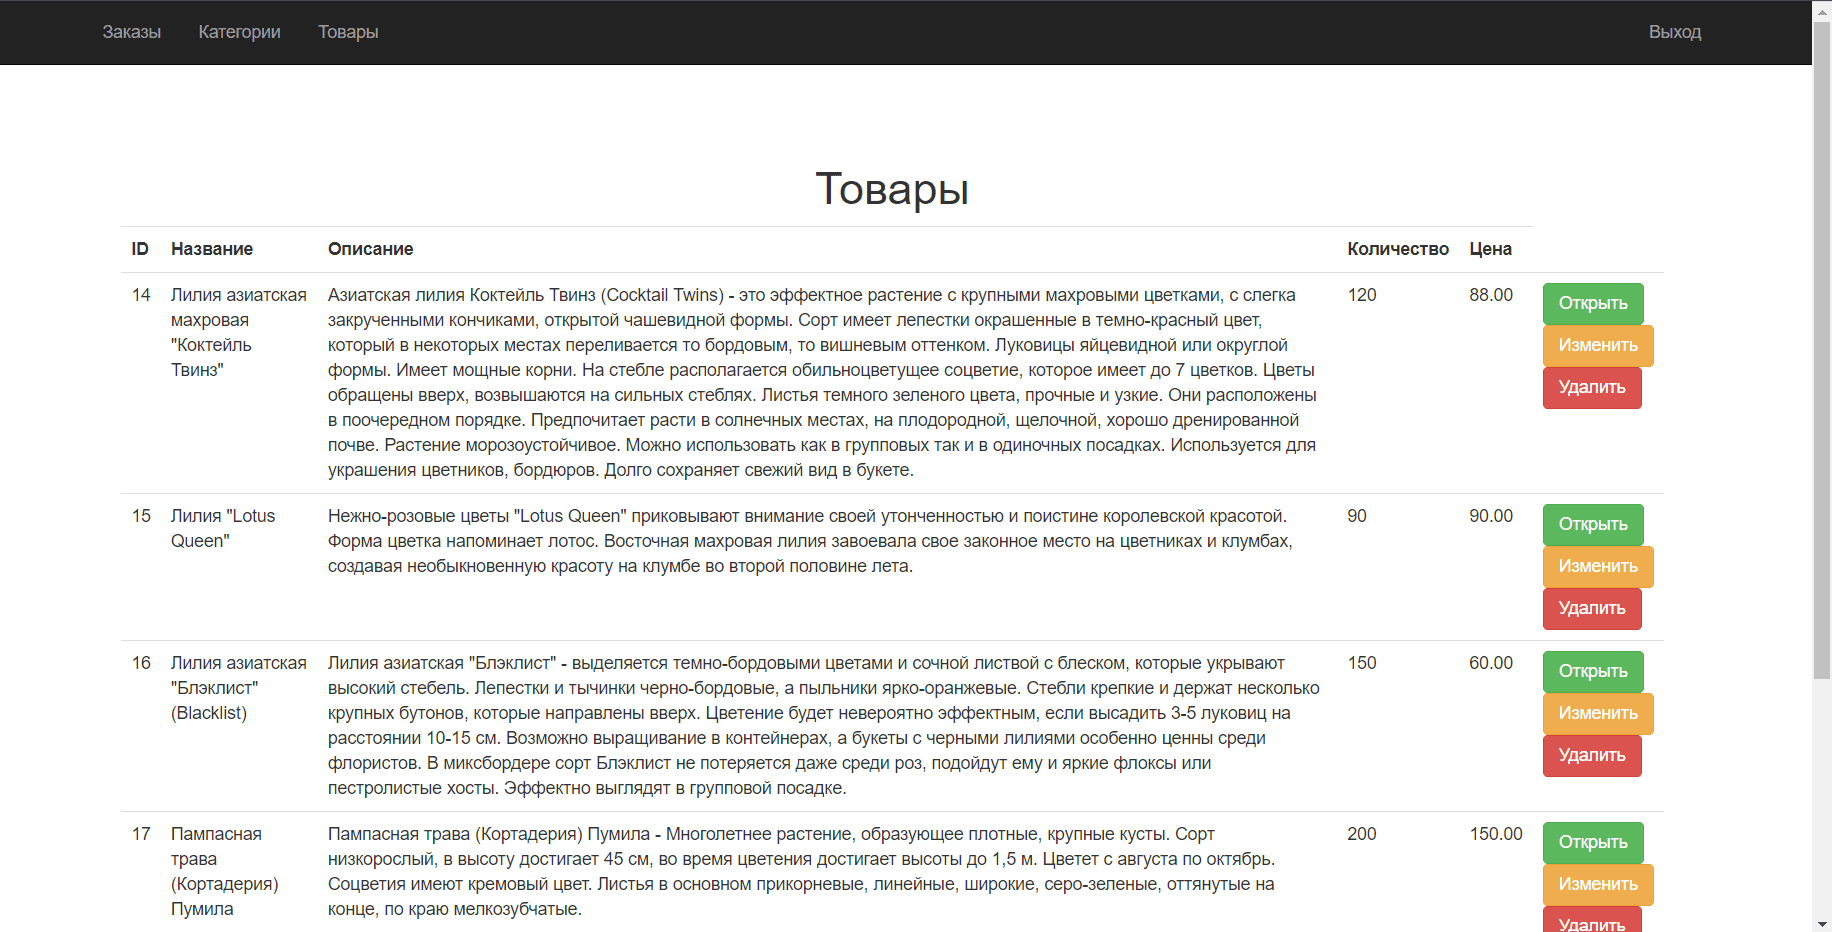 Заказы Категории Товары Выход
Товары
ID Название Описание Количество Цена
14 Лилия азиатская махровая "Коктейль Твинз"
Азиатская лилия Коктейль Твинз (Cocktail Twins) - это эффектное растение с крупными махровыми цветками, с слегка
закрученными кончиками, открытой чашевидной формы. Сорт имеет лепестки окрашенные в темно-красный цвет,
который в некоторых местах переливается то бордовым, то вишневым оттенком. Луковицы яйцевидной или округлой
формы. Имеет мощные корни. На стебле располагается обильноцветущее соцветие, которое имеет до 7 цветков. Цветы
обращены вверх, возвышаются на сильных стеблях. Листья темного зеленого цвета, прочные и узкие. Они расположены
в поочередном порядке. Предпочитает расти в солнечных местах, на плодородной, щелочной, хорошо дренированной
почве. Растение морозоустойчивое. Можно использовать как в групповых так и в одиночных посадках. Используется для
украшения цветников, бордюров. Долго сохраняет свежий вид в букете.
120 88.00
Открыть
Изменить
Удалить
15 Лилия "Lotus Queen"
Нежно-розовые цветы "Lotus Queen" приковывают внимание своей утонченностью и поистине королевской красотой.
Форма цветка напоминает лотос. Восточная махровая лилия завоевала свое законное место на цветниках и клумбах,
создавая необыкновенную красоту на клумбе во второй половине лета.
90 90.00
Открыть
Изменить
Удалить
16 Лилия азиатская "Блэклист" (Blacklist)
Лилия азиатская "Блэклист" - выделяется темно-бордовыми цветами и сочной листвой с блеском, которые укрывают
высокий стебель. Лепестки и тычинки черно-бордовые, а пыльники ярко-оранжевые. Стебли крепкие и держат несколько
крупных бутонов, которые направлены вверх. Цветение будет невероятно эффектным, если высадить 3-5 луковиц на
расстоянии 10-15 см. Возможно выращивание в контейнерах, а букеты с черными лилиями особенно ценны среди
флористов. В миксбордере сорт Блэклист не потеряется даже среди роз, подойдут ему и яркие флоксы или
пестролистые хосты. Эффектно выглядят в групповой посадке.
150 60.00
Открыть
Изменить
Удалить
17 Пампасная трава (Кортадерия) Пумила
Пампасная трава (Кортадерия) Пумила - Многолетнее растение, образующее плотные, крупные кусты. Сорт
низкорослый, в высоту достигает 45 см, во время цветения достигает высоты до 1,5 м. Цветет с августа по октябрь.
Соцветия имеют кремовый цвет. Листья в основном прикорневые, линейные, широкие, серо-зеленые, оттянутые на
конце, по краю мелкозубчатые.
200 150.00
Открыть
Изменить
Удалить